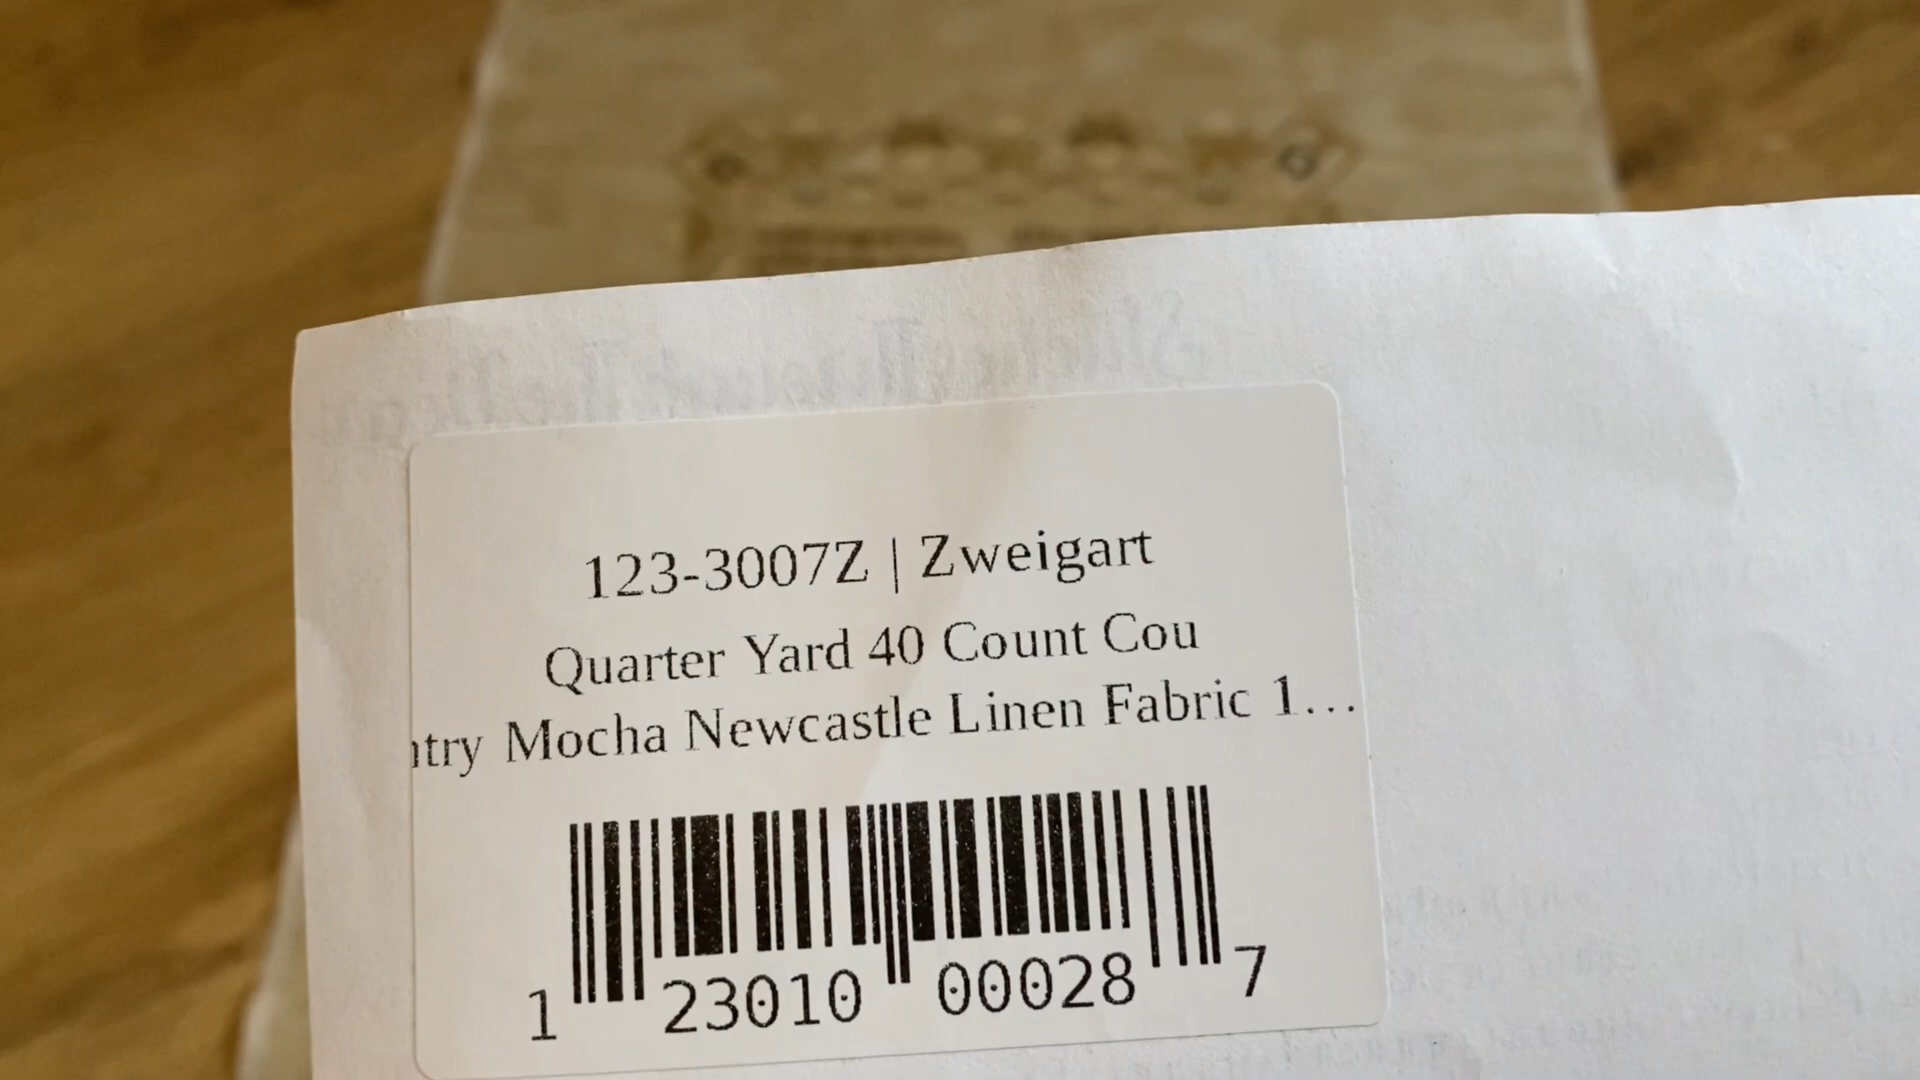 123-3007Z | Zweigart
Quarter Yard 40 Count Cou
ntry Mocha Newcastle Linen Fabric 1...
1 23010 00028 7